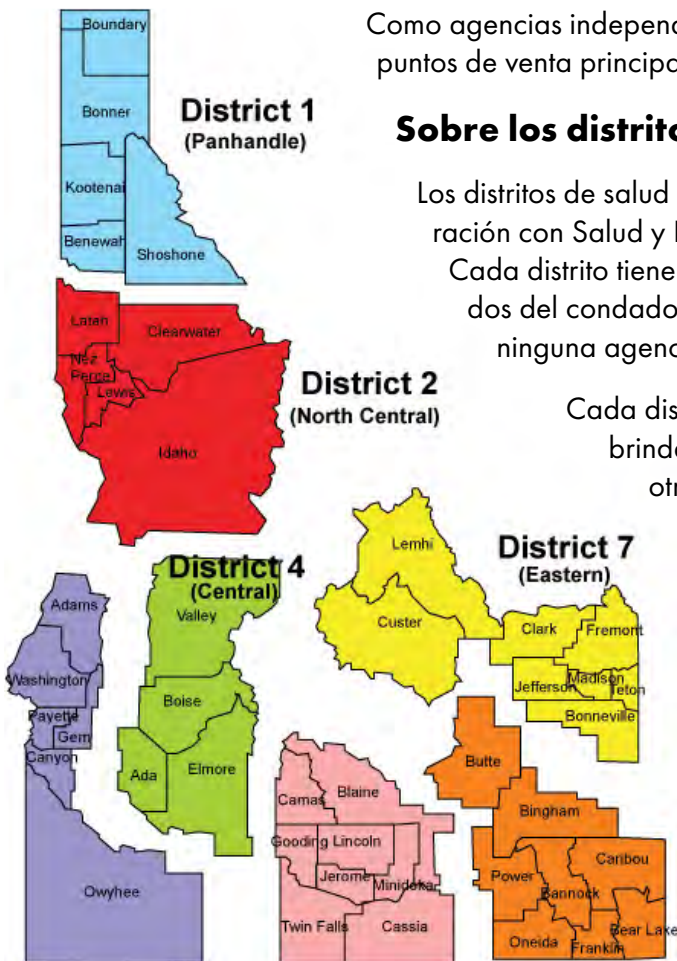 Como agencias independ
puntos de venta principa
Sobre los distrito
Los distritos de salud
ración con Salud y
Cada distrito tiene
dos del condado
ninguna agenc
Cada dis
brind
otr
Boundary
Bonner
Kootenai
Benewah
Shoshone
District 1
(Panhandle)
Latah
Clearwater
Nez
Perce
Lewis
Idaho
District 2
(North Central)
Adams
Washington
Payette
Gem
Canyon
Owyhee
District 4
(Central)
Valley
Boise
Ada
Elmore
District 7
(Eastern)
Lemhi
Custer
Clark
Fremont
Jefferson
Madison
Teton
Bonneville
Camas
Blaine
Gooding
Lincoln
Jerome
Minidoka
Twin Falls
Cassia
Butte
Bingham
Power
Bannock
Caribou
Oneida
Franklin
Bear Lake